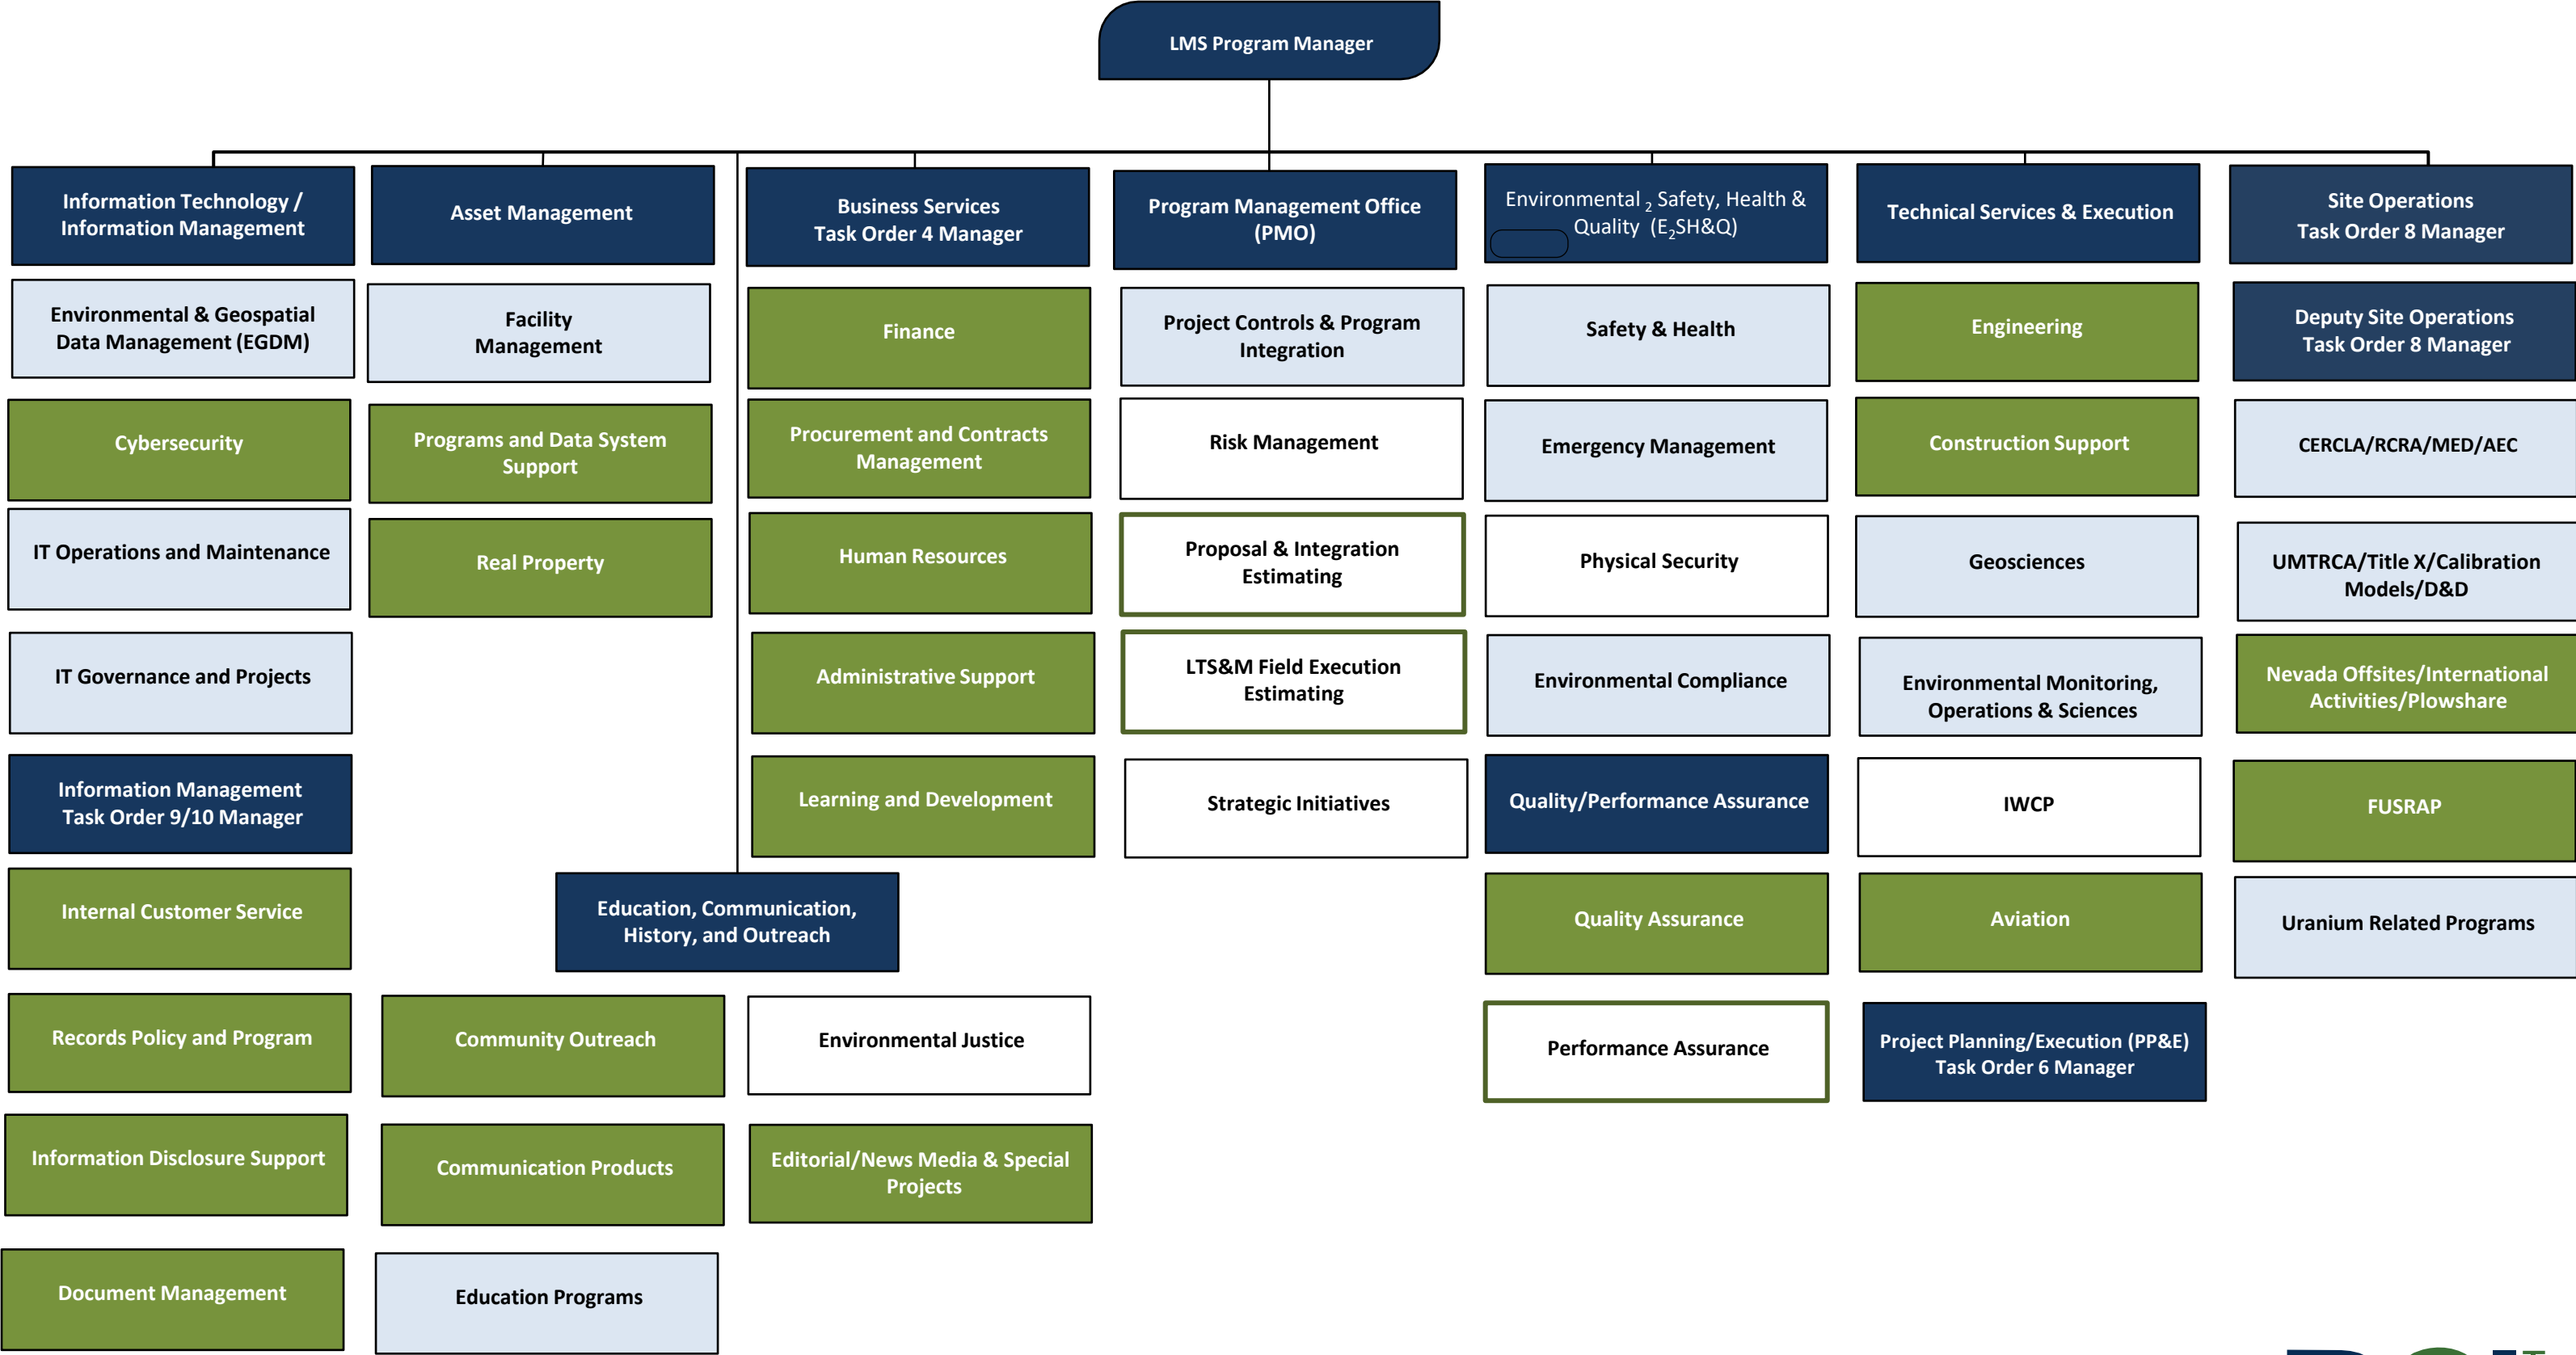 LMS Program Manager
Information Technology /
Information Management
Environmental & Geospatial
Data Management (EGDM)
Cybersecurity
IT Operations and Maintenance
IT Governance and Projects
Information Management
Task Order 9/10 Manager
Internal Customer Service
Records Policy and Program
Information Disclosure Support
Document Management
Asset Management
Facility
Management
Programs and Data System
Support
Real Property
Business Services
Task Order 4 Manager
Finance
Procurement and Contracts
Management
Human Resources
Administrative Support
Learning and Development
Education, Communication,
History, and Outreach
Community Outreach
Communication Products
Education Programs
Environmental Justice
Editorial/News Media & Special
Projects
Program Management Office
(PMO)
Project Controls & Program
Integration
Risk Management
Proposal & Integration
Estimating
LTS&M Field Execution
Estimating
Strategic Initiatives
Environmental ₂ Safety, Health &
Quality (E₂SH&Q)
Safety & Health
Emergency Management
Physical Security
Environmental Compliance
Quality/Performance Assurance
Quality Assurance
Performance Assurance
Technical Services & Execution
Engineering
Construction Support
Geosciences
Environmental Monitoring,
Operations & Sciences
IWCP
Aviation
Project Planning/Execution (PP&E)
Task Order 6 Manager
Site Operations
Task Order 8 Manager
Deputy Site Operations
Task Order 8 Manager
CERCLA/RCRA/MED/AEC
UMTRCA/Title X/Calibration
Models/D&D
Nevada Offsites/International
Activities/Plowshare
FUSRAP
Uranium Related Programs